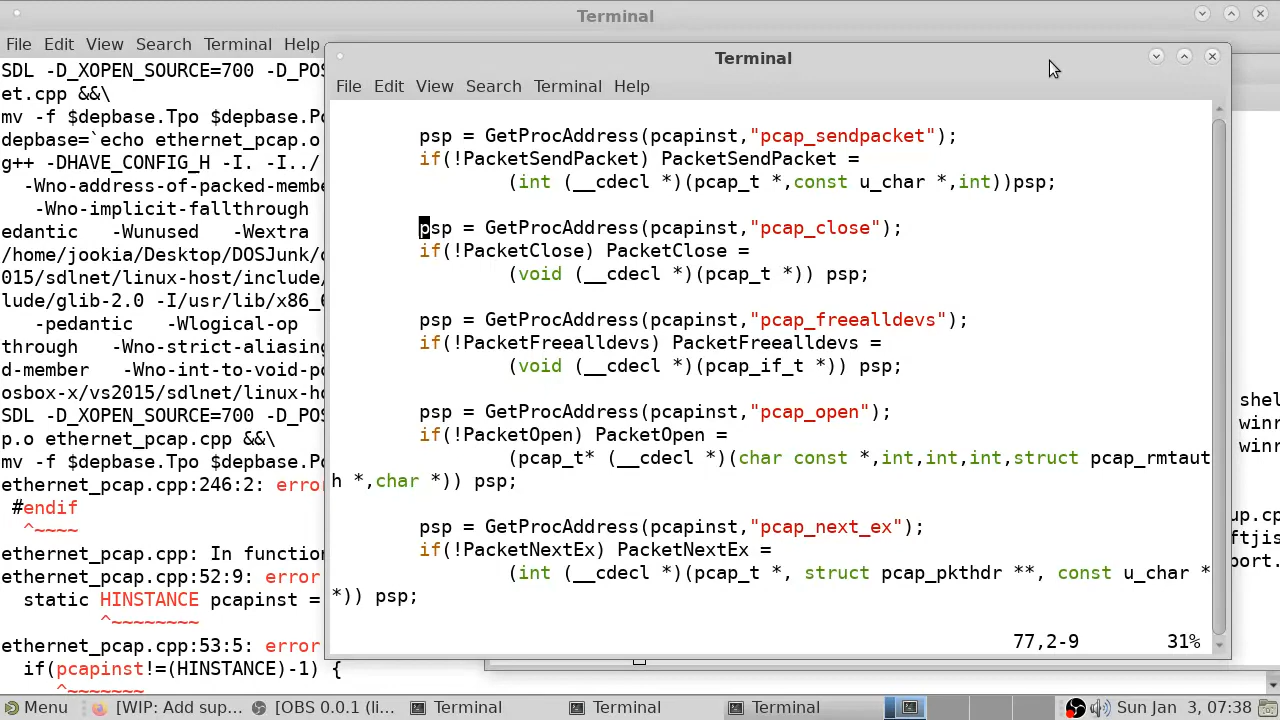 Terminal
File Edit View Search Terminal Help
SDL -D_XOPEN_SOURCE=700 -D_POS
et.cpp &&\
mv -f $depbase.Tpo $depbase.Po
depbase=`echo ethernet_pcap.o
g++ -DHAVE_CONFIG_H -I. -I../
-Wno-address-of-packed-membe
-Wno-implicit-fallthrough
edantic -Wunused -Wextra
/home/jookia/Desktop/DOSJunk/
015/sdlnet/linux-host/include/
lude/glib-2.0 -I/usr/lib/x86_6
-pedantic -Wlogical-op
through -Wno-strict-aliasing
d-member -Wno-int-to-void-po
osbox-x/vs2015/sdlnet/linux-ho
SDL -D_XOPEN_SOURCE=700 -D_POS
p.o ethernet_pcap.cpp &&\
mv -f $depbase.Tpo $depbase.Po
ethernet_pcap.cpp:246:2: error
#endif
^~~~~
ethernet_pcap.cpp: In function
ethernet_pcap.cpp:52:9: error
static HINSTANCE pcapinst =
^~~~~~~~~
ethernet_pcap.cpp:53:5: error
if(pcapinst!=(HINSTANCE)-1) {
^~~~~~~~
Terminal
File Edit View Search Terminal Help
psp = GetProcAddress(pcapinst,"pcap_sendpacket");
if(!PacketSendPacket) PacketSendPacket =
(int (__cdecl *)(pcap_t *,const u_char *,int))psp;
psp = GetProcAddress(pcapinst,"pcap_close");
if(!PacketClose) PacketClose =
(void (__cdecl *)(pcap_t *)) psp;
psp = GetProcAddress(pcapinst,"pcap_freealldevs");
if(!PacketFreealldevs) PacketFreealldevs =
(void (__cdecl *)(pcap_if_t *)) psp;
psp = GetProcAddress(pcapinst,"pcap_open");
if(!PacketOpen) PacketOpen =
(pcap_t* (__cdecl *)(char const *,int,int,int,struct pcap_rmtaut
h *,char *)) psp;
psp = GetProcAddress(pcapinst,"pcap_next_ex");
if(!PacketNextEx) PacketNextEx =
(int (__cdecl *)(pcap_t *, struct pcap_pkthdr **, const u_char *
*)) psp;
77,2-9 31%
shel
winr
winr
up.cp
ftjis
port.
Menu [WIP: Add sup... [OBS 0.0.1 (li... Terminal Terminal Terminal Sun Jan 3, 07:38